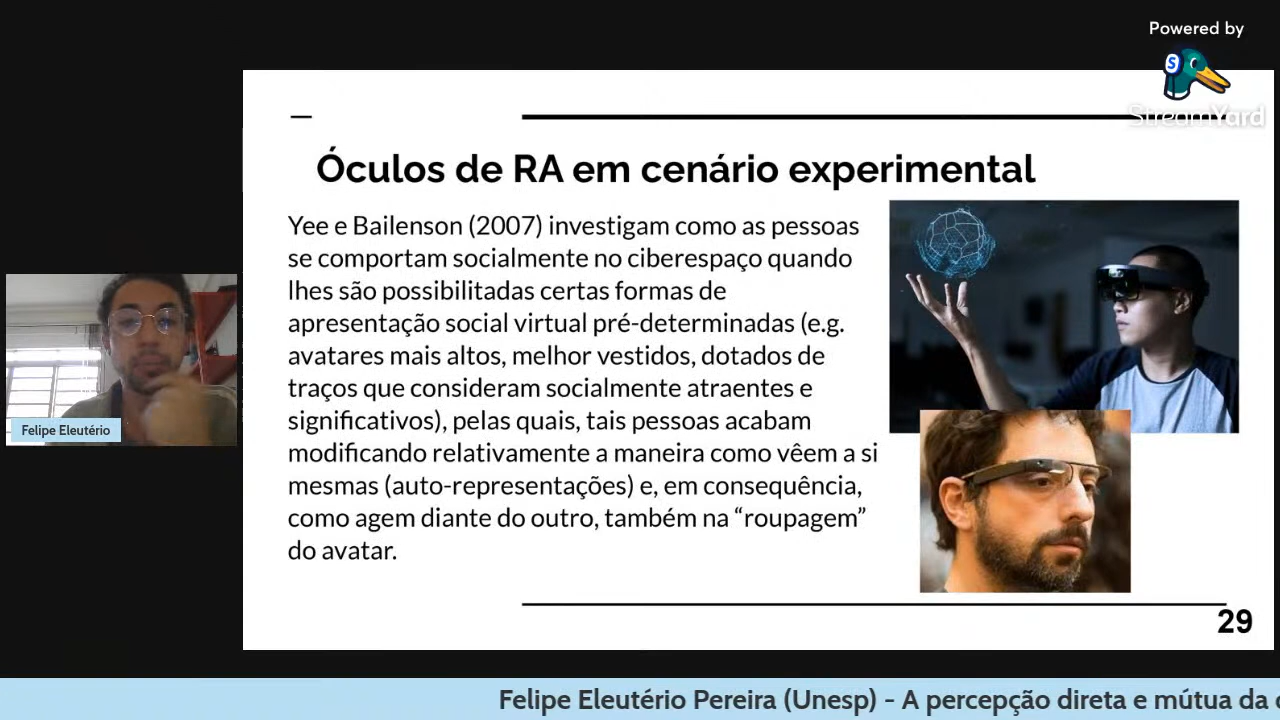 Powered by
StreamYard
Óculos de RA em cenário experimental
Yee e Bailenson (2007) investigam como as pessoas
se comportam socialmente no ciberespaço quando
lhes são possibilitadas certas formas de
apresentação social virtual pré-determinadas (e.g.
avatares mais altos, melhor vestidos, dotados de
traços que consideram socialmente atraentes e
significativos), pelas quais, tais pessoas acabam
modificando relativamente a maneira como vêem a si
mesmas (auto-representações) e, em consequência,
como agem diante do outro, também na “roupagem”
do avatar.
Felipe Eleutério
29
Felipe Eleutério Pereira (Unesp) - A percepção direta e mútua da